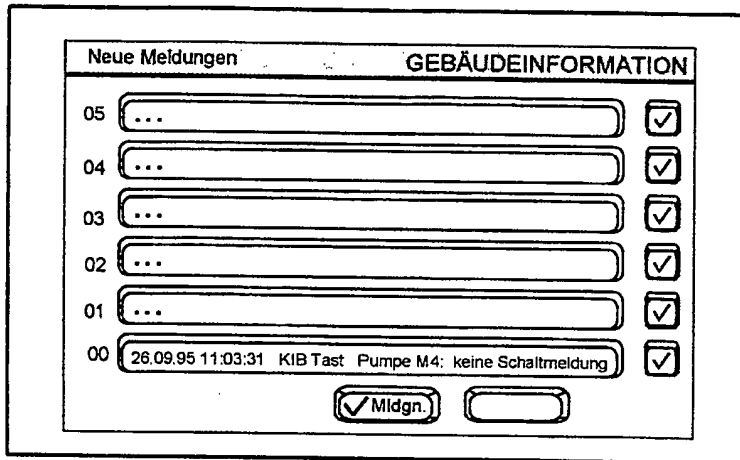 Neue Meldungen GEBÄUDEINFORMATION
05 ...
04 ...
03 ...
02 ...
01 ...
00 26.09.95 11:03:31 KIB Tast Pumpe M4: keine Schaltmeldung
Mldgn.